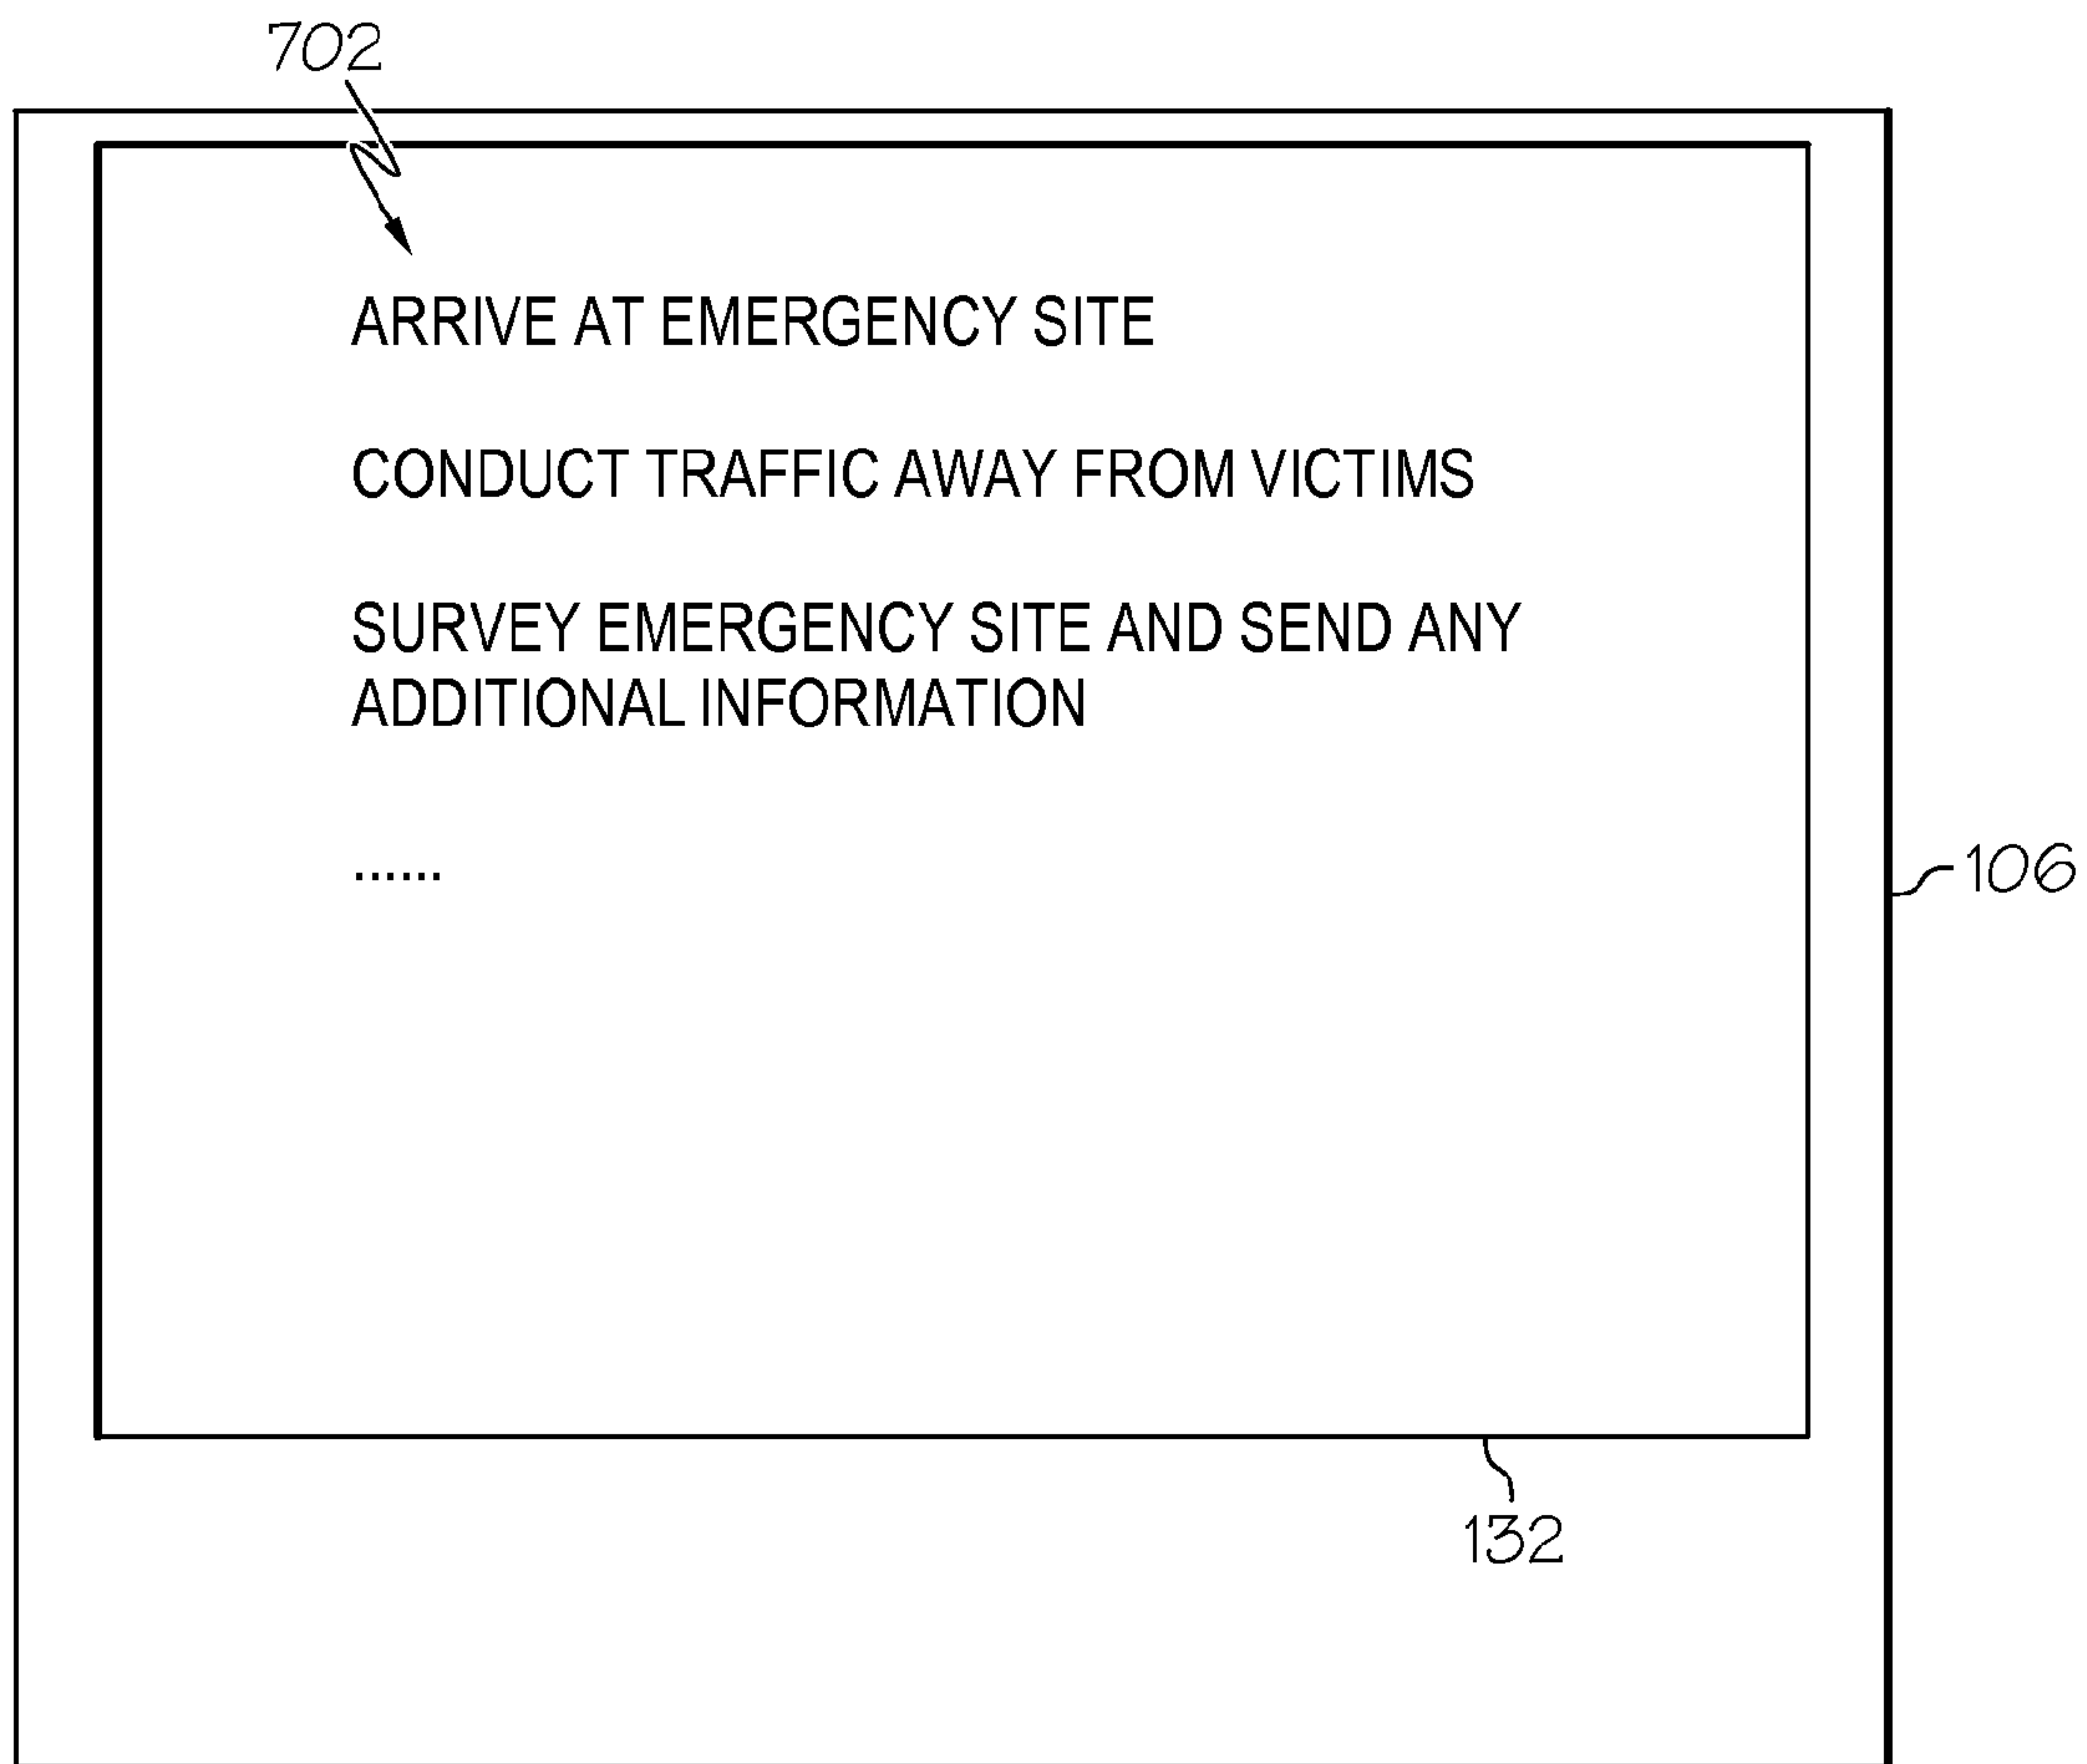 702
ARRIVE AT EMERGENCY SITE
CONDUCT TRAFFIC AWAY FROM VICTIMS
SURVEY EMERGENCY SITE AND SEND ANY
ADDITIONAL INFORMATION
......
106
132